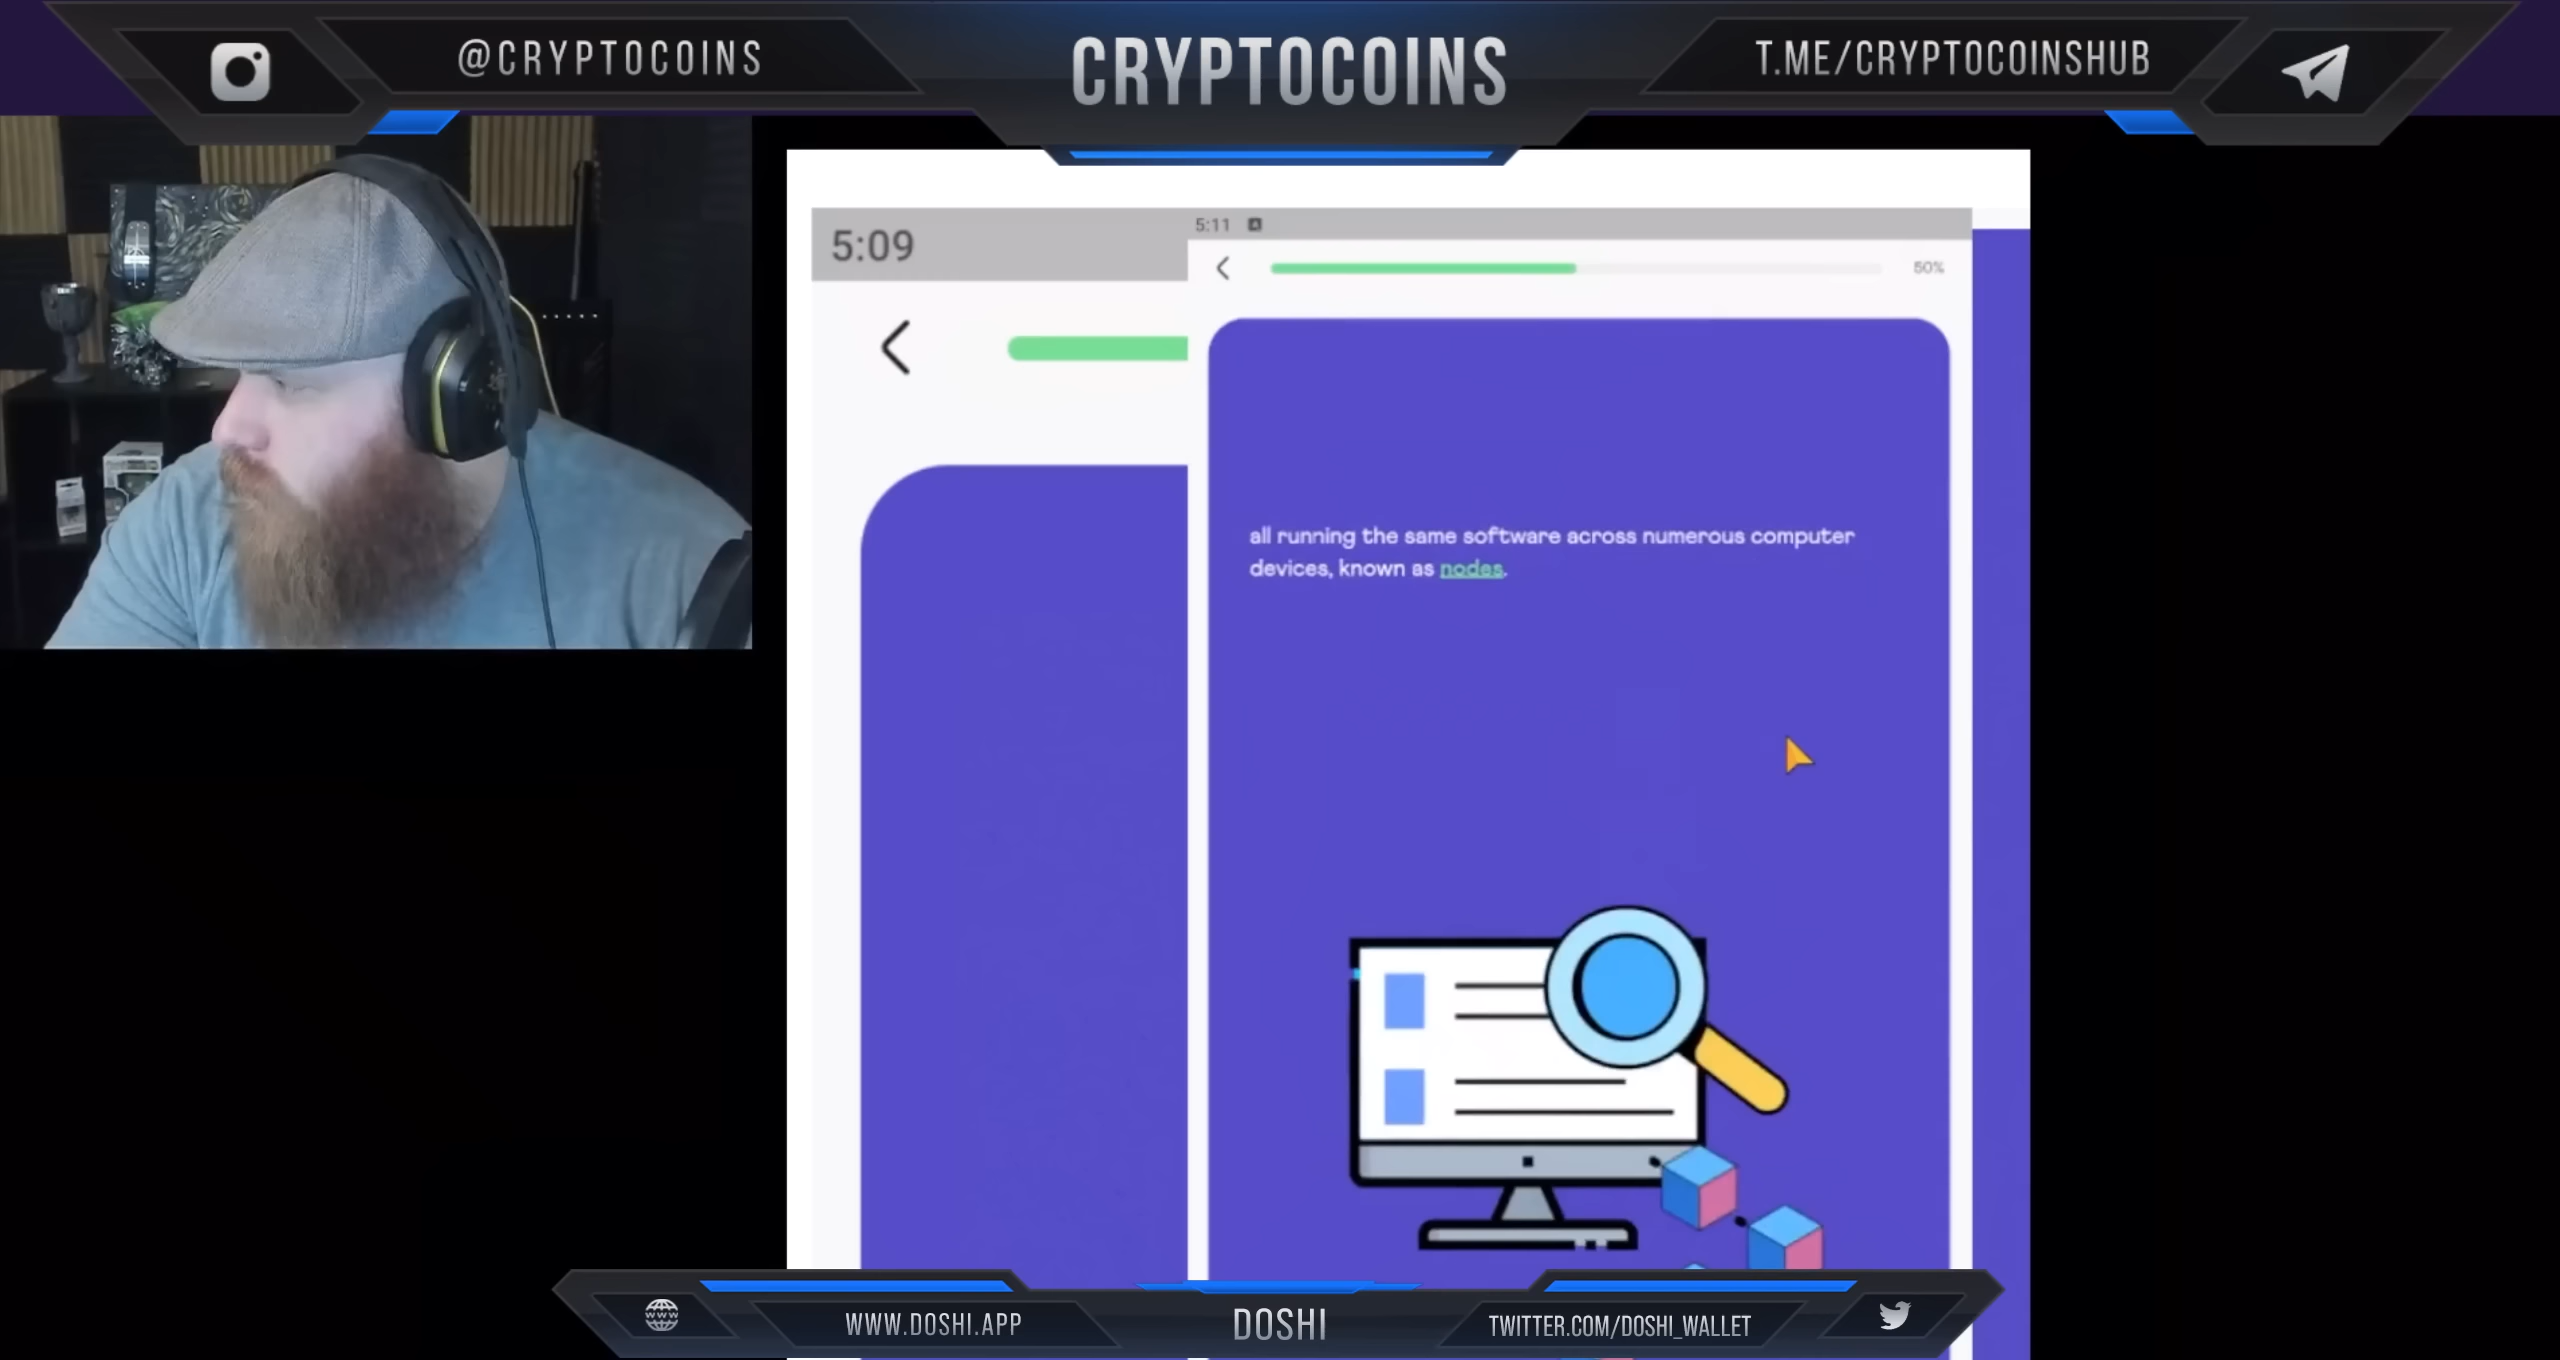 @CRYPTOCOINS
CRYPTOCOINS
T.ME/CRYPTOCOINSHUB
5:09
5:11
50%
all running the same software across numerous computer
devices, known as nodes.
WWW.DOSHI.APP
DOSHI
TWITTER.COM/DOSHI_WALLET